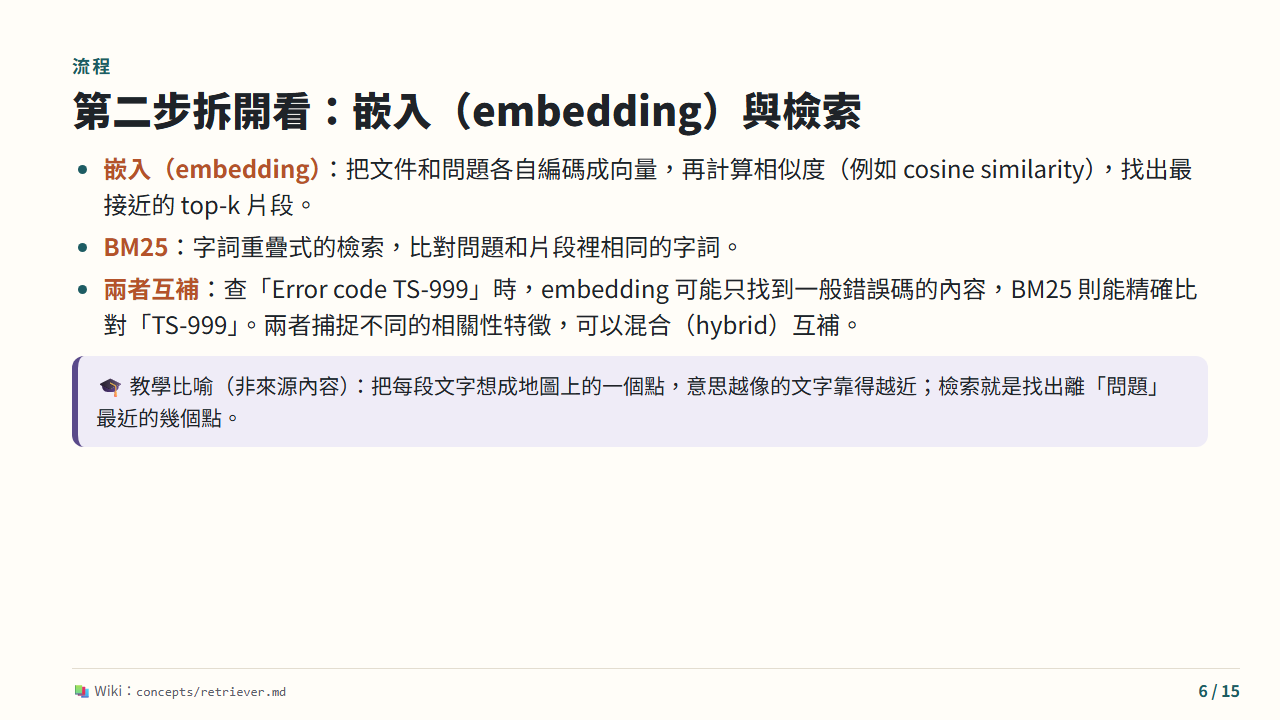 流程
第二步拆開看：嵌入（embedding）與檢索
• 嵌入（embedding）：把文件和問題各自編碼成向量，再計算相似度（例如 cosine similarity），找出最
接近的 top-k 片段。
• BM25：字詞重疊式的檢索，比對問題和片段裡相同的字詞。
• 兩者互補：查「Error code TS-999」時，embedding 可能只找到一般錯誤碼的內容，BM25 則能精確比
對「TS-999」。兩者捕捉不同的相關性特徵，可以混合（hybrid）互補。
🎓 教學比喻（非來源內容）：把每段文字想成地圖上的一個點，意思越像的文字靠得越近；檢索就是找出離「問題」
最近的幾個點。
📚 Wiki：concepts/retriever.md
6 / 15